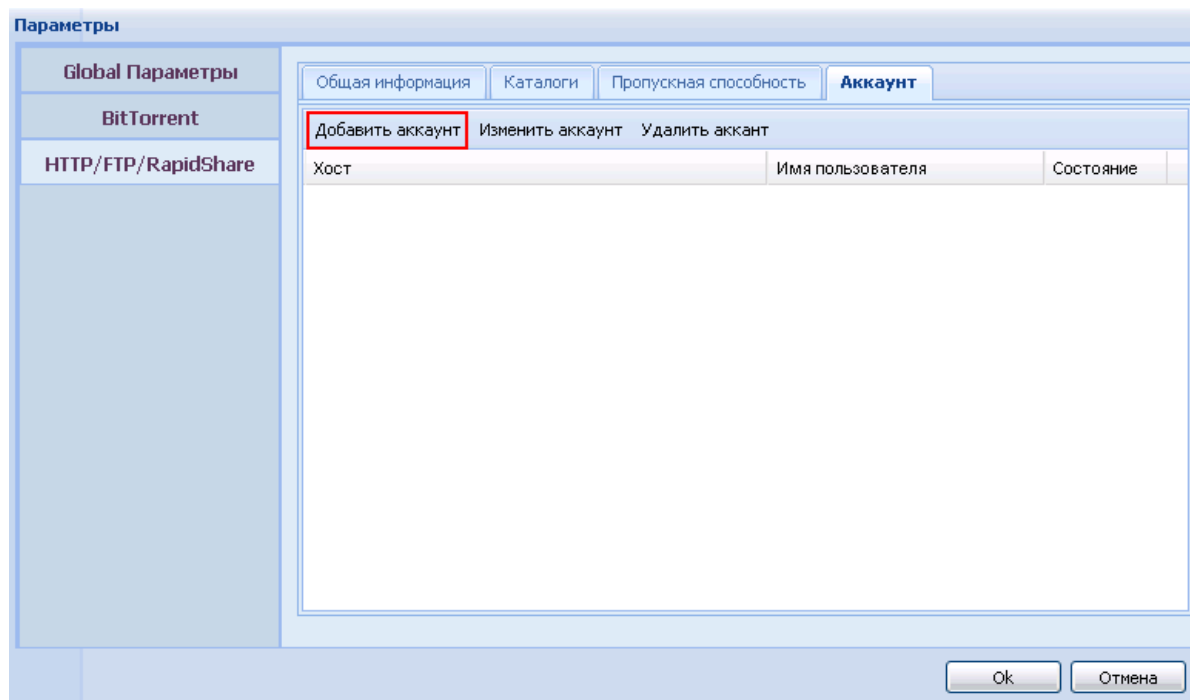 Параметры
Global Параметры
BitTorrent
HTTP/FTP/RapidShare
Общая информация Каталоги Пропускная способность Аккаунт
Добавить аккаунт Изменить аккаунт Удалить аккант
Хост Имя пользователя Состояние
Ok Отмена